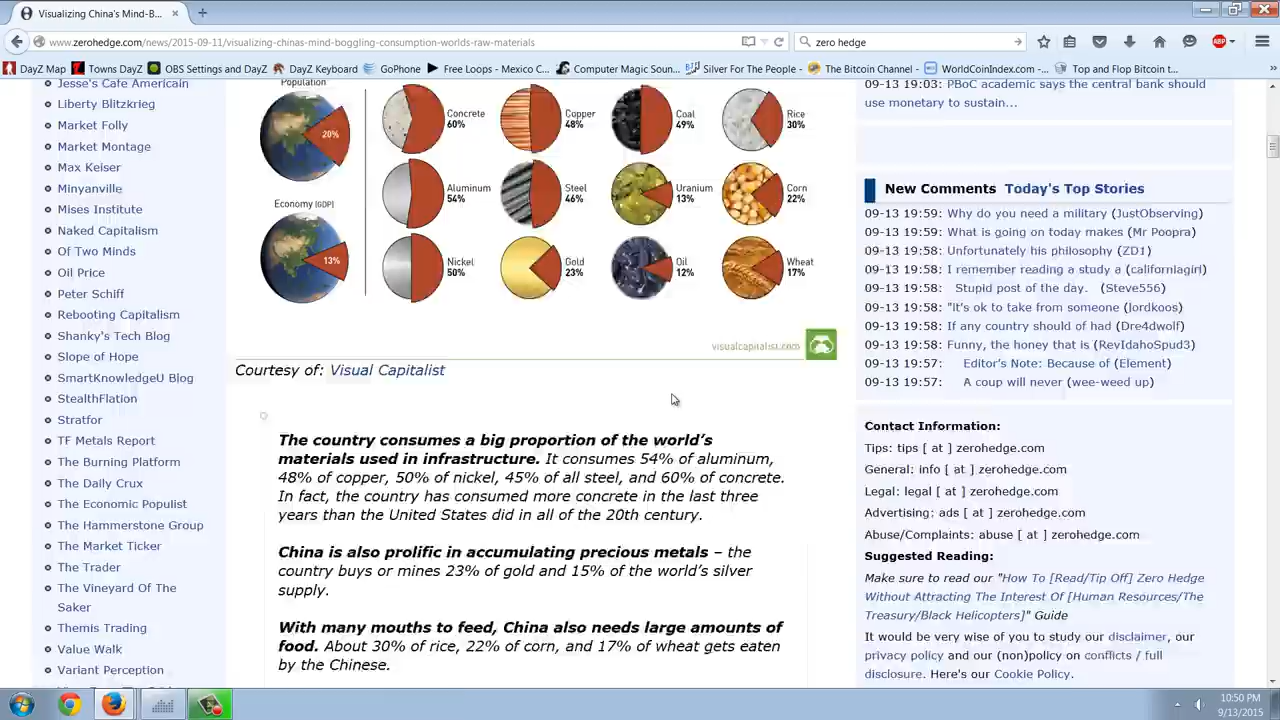 Visualizing China's Mind-B...
www.zerohedge.com/news/2015-09-11/visualizing-chinas-mind-boggling-consumption-worlds-raw-materials
zero hedge
ABP
DayZ Map
Towns DayZ
OBS Settings and DayZ
DayZ Keyboard
GoPhone
Free Loops - Mexico C...
Computer Magic Soun...
Silver For The People - ...
The Bitcoin Channel - ...
WorldCoinIndex.com -...
Top and Flop Bitcoin t...
Jesse's Cafe Americain
Liberty Blitzkrieg
Market Folly
Market Montage
Max Keiser
Minyanville
Mises Institute
Naked Capitalism
Of Two Minds
Oil Price
Peter Schiff
Rebooting Capitalism
Shanky's Tech Blog
Slope of Hope
SmartKnowledgeU Blog
StealthFlation
Stratfor
TF Metals Report
The Burning Platform
The Daily Crux
The Economic Populist
The Hammerstone Group
The Market Ticker
The Trader
The Vineyard Of The
Saker
Themis Trading
Value Walk
Variant Perception
Population
20%
Economy (GDP)
13%
Concrete
60%
Copper
48%
Coal
49%
Rice
30%
Aluminum
54%
Steel
46%
Uranium
13%
Corn
22%
Nickel
50%
Gold
23%
Oil
12%
Wheat
17%
visualcapitalist.com
Courtesy of: Visual Capitalist
The country consumes a big proportion of the world's
materials used in infrastructure. It consumes 54% of aluminum,
48% of copper, 50% of nickel, 45% of all steel, and 60% of concrete.
In fact, the country has consumed more concrete in the last three
years than the United States did in all of the 20th century.
China is also prolific in accumulating precious metals – the
country buys or mines 23% of gold and 15% of the world's silver
supply.
With many mouths to feed, China also needs large amounts of
food. About 30% of rice, 22% of corn, and 17% of wheat gets eaten
by the Chinese.
09-13 19:03: PBoC academic says the central bank should
use monetary to sustain...
New Comments Today's Top Stories
09-13 19:59: Why do you need a military (JustObserving)
09-13 19:59: What is going on today makes (Mr Poopra)
09-13 19:58: Unfortunately his philosophy (ZD1)
09-13 19:58: I remember reading a study a (californiagirl)
09-13 19:58: Stupid post of the day. (Steve556)
09-13 19:58: "it's ok to take from someone (jordkoos)
09-13 19:58: If any country should of had (Dre4dwolf)
09-13 19:58: Funny, the honey that is (RevIdahoSpud3)
09-13 19:57: Editor's Note: Because of (Element)
09-13 19:57: A coup will never (wee-weed up)
Contact Information:
Tips: tips [ at ] zerohedge.com
General: info [ at ] zerohedge.com
Legal: legal [ at ] zerohedge.com
Advertising: ads [ at ] zerohedge.com
Abuse/Complaints: abuse [ at ] zerohedge.com
Suggested Reading:
Make sure to read our "How To [Read/Tip Off] Zero Hedge
Without Attracting The Interest Of [Human Resources/The
Treasury/Black Helicopters]" Guide
It would be very wise of you to study our disclaimer, our
privacy policy and our (non)policy on conflicts / full
disclosure. Here's our Cookie Policy.
10:50 PM
9/13/2015